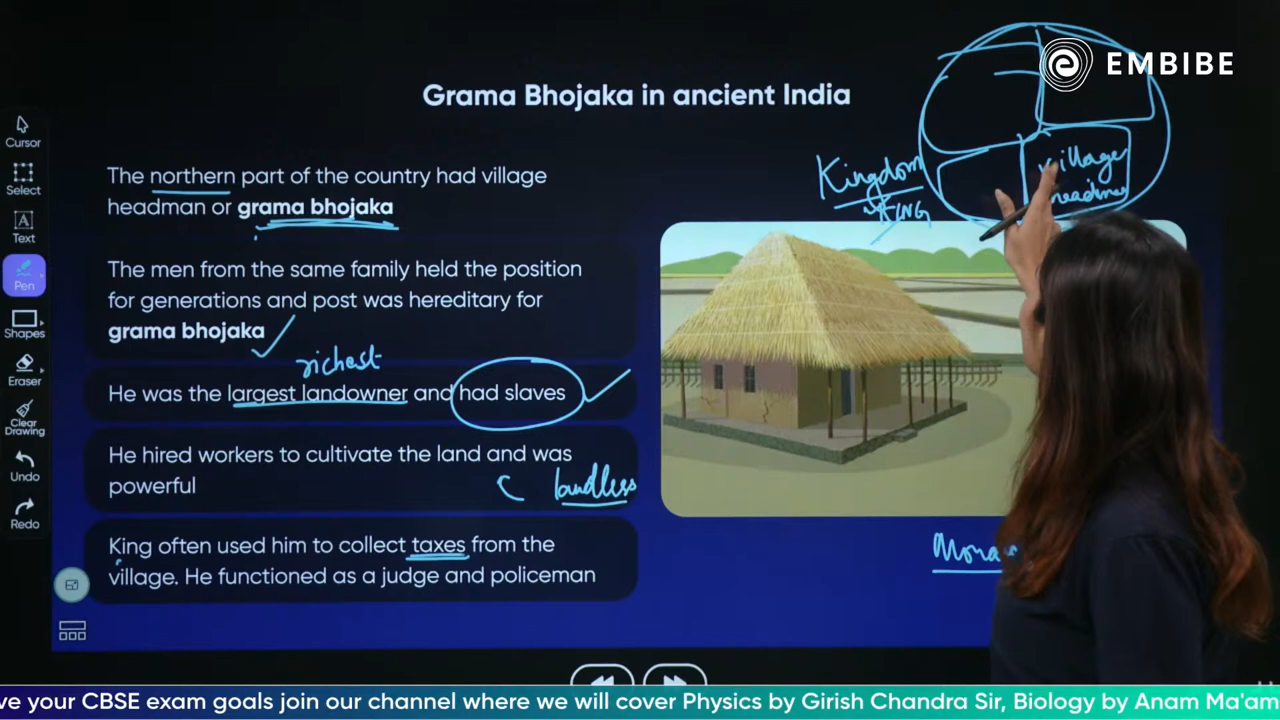 EMBIBE
Grama Bhojaka in ancient India
Cursor
Select
Text
Pen
Shapes
Eraser
Clear
Drawing
Undo
Redo
The northern part of the country had village
headman or grama bhojaka
The men from the same family held the position
for generations and post was hereditary for
grama bhojaka
richest
He was the largest landowner and had slaves
He hired workers to cultivate the land and was
powerful
landless
King often used him to collect taxes from the
village. He functioned as a judge and policeman
Kingdom
KING
village
ve your CBSE exam goals join our channel where we will cover Physics by Girish Chandra Sir, Biology by Anam Ma'am